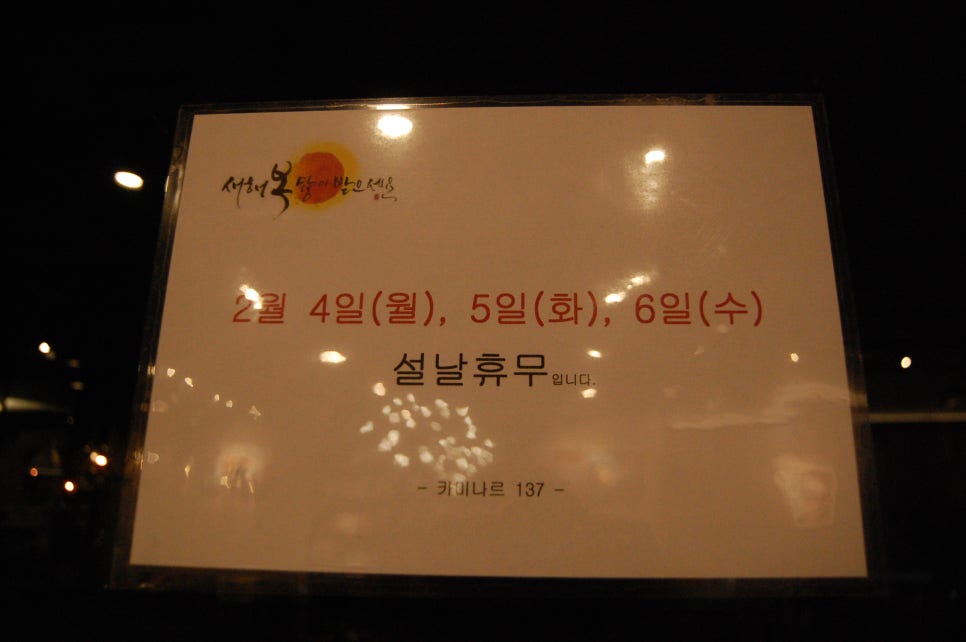 새해 복 많이 받으세요
2월 4일(월), 5일(화), 6일(수)
설날휴무입니다.
- 카미나르 137 -